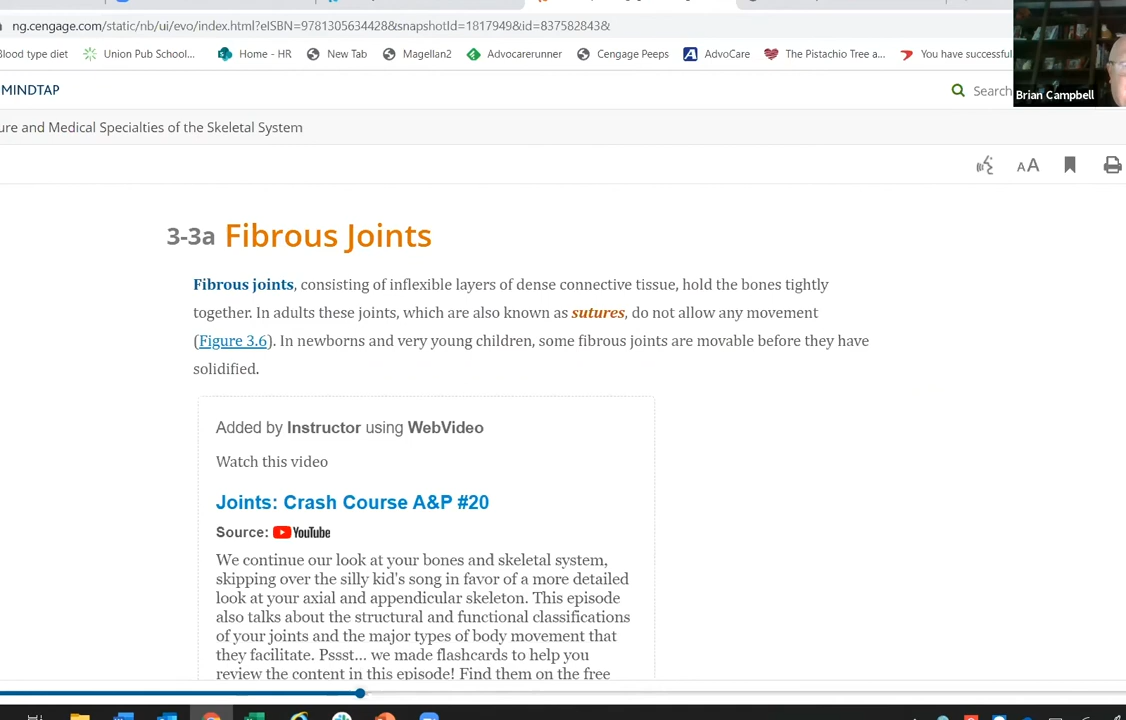 ng.cengage.com/static/nb/ui/evo/index.html?eISBN=9781305634428&snapshotId=1817949&id=837582843&
Blood type diet Union Pub School... Home - HR New Tab Magellan2 Advocarerunner Cengage Peeps AdvoCare The Pistachio Tree a... You have successful
MINDTAP
Search
Brian Campbell
ure and Medical Specialties of the Skeletal System
AA
3-3a Fibrous Joints
Fibrous joints, consisting of inflexible layers of dense connective tissue, hold the bones tightly
together. In adults these joints, which are also known as sutures, do not allow any movement
(Figure 3.6). In newborns and very young children, some fibrous joints are movable before they have
solidified.
Added by Instructor using WebVideo
Watch this video
Joints: Crash Course A&P #20
Source: YouTube
We continue our look at your bones and skeletal system,
skipping over the silly kid's song in favor of a more detailed
look at your axial and appendicular skeleton. This episode
also talks about the structural and functional classifications
of your joints and the major types of body movement that
they facilitate. Pssst... we made flashcards to help you
review the content in this episode! Find them on the free